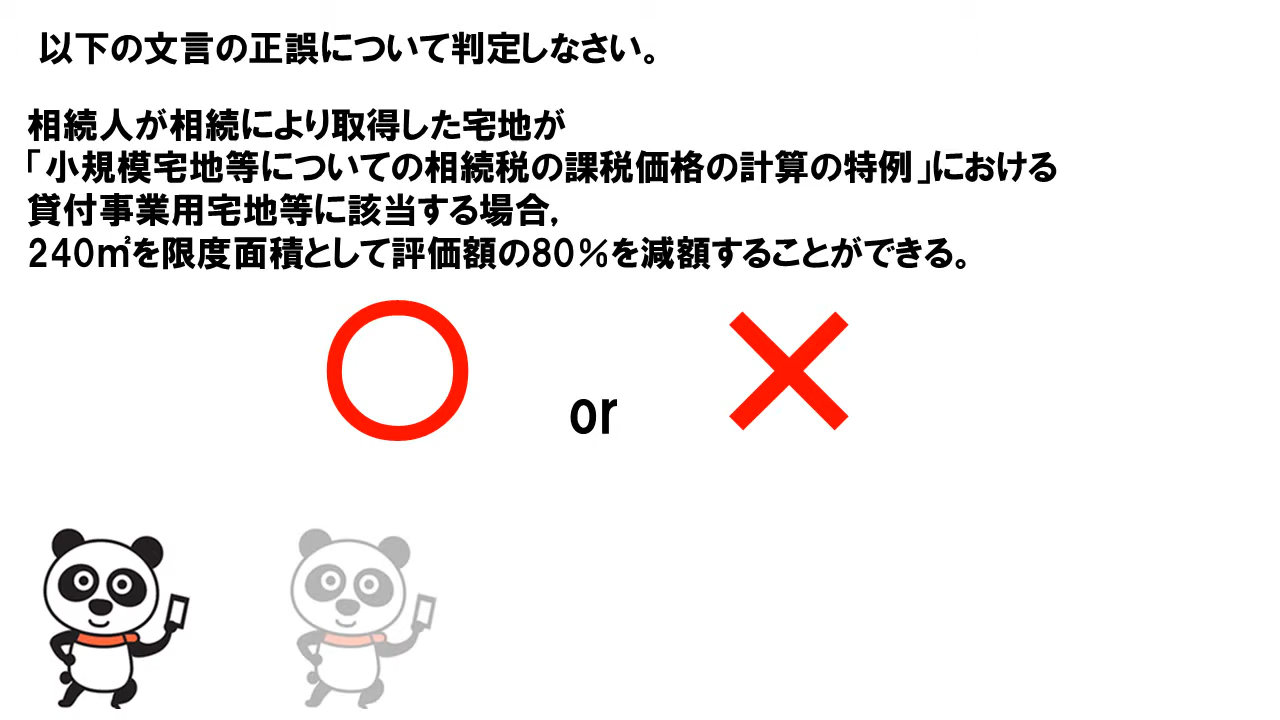 以下の文言の正誤について判定しなさい。
相続人が相続により取得した宅地が
「小規模宅地等についての相続税の課税価格の計算の特例」における
貸付事業用宅地等に該当する場合,
240㎡を限度面積として評価額の80%を減額することができる。
or